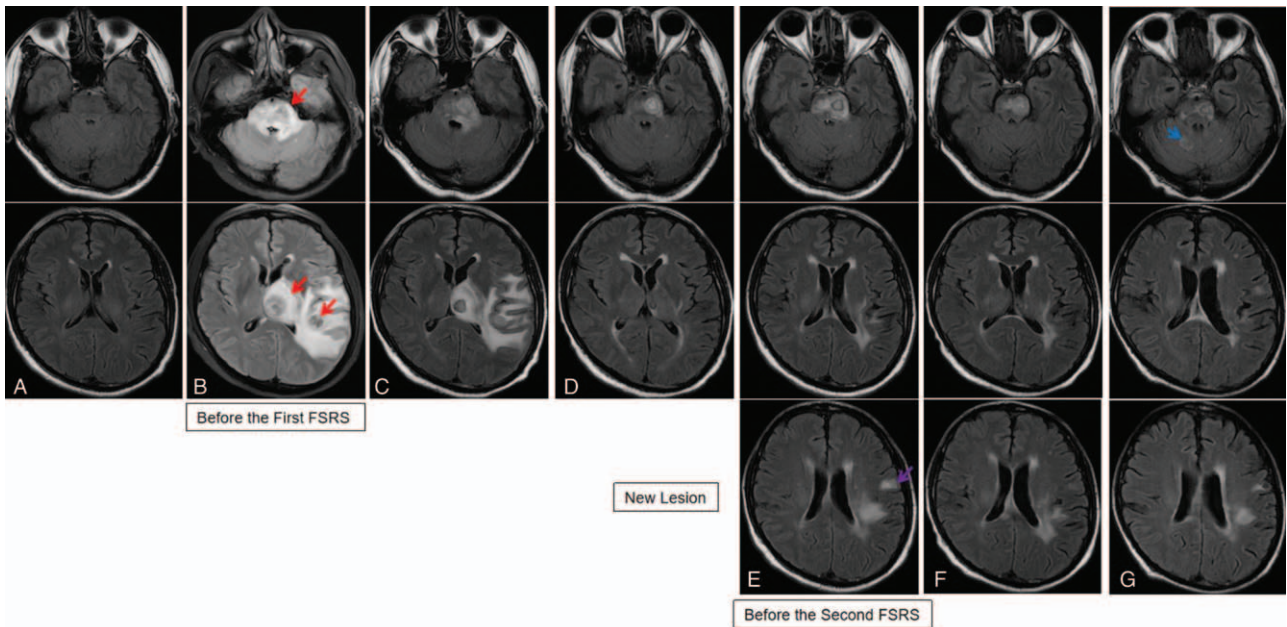 A
B
C
D
Before the First FSRS
New Lesion
E
F
G
Before the Second FSRS